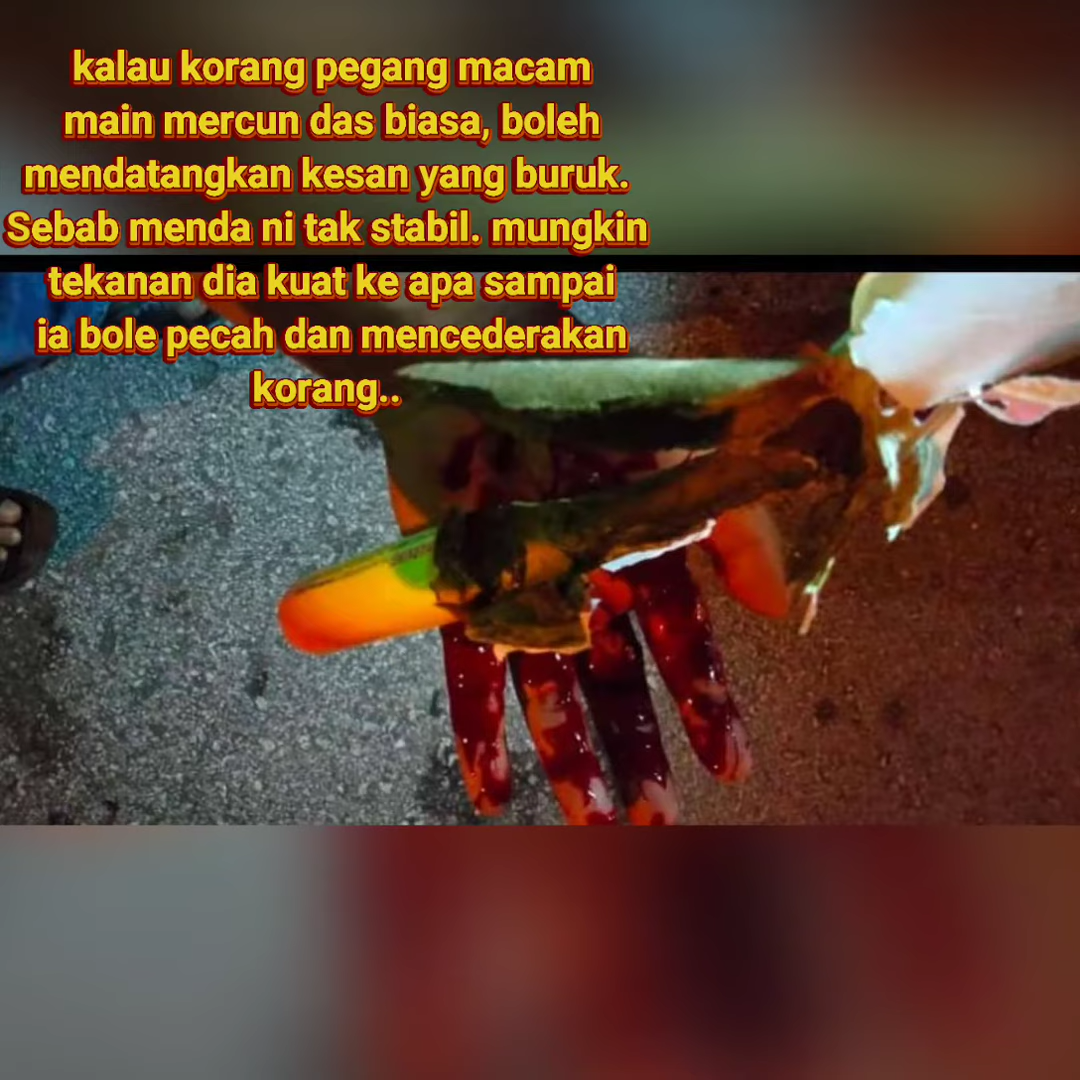 kalau korang pegang macam
main mercun das biasa, boleh
mendatangkan kesan yang buruk.
Sebab menda ni tak stabil. mungkin
tekanan dia kuat ke apa sampai
ia bole pecah dan mencederakan
korang..